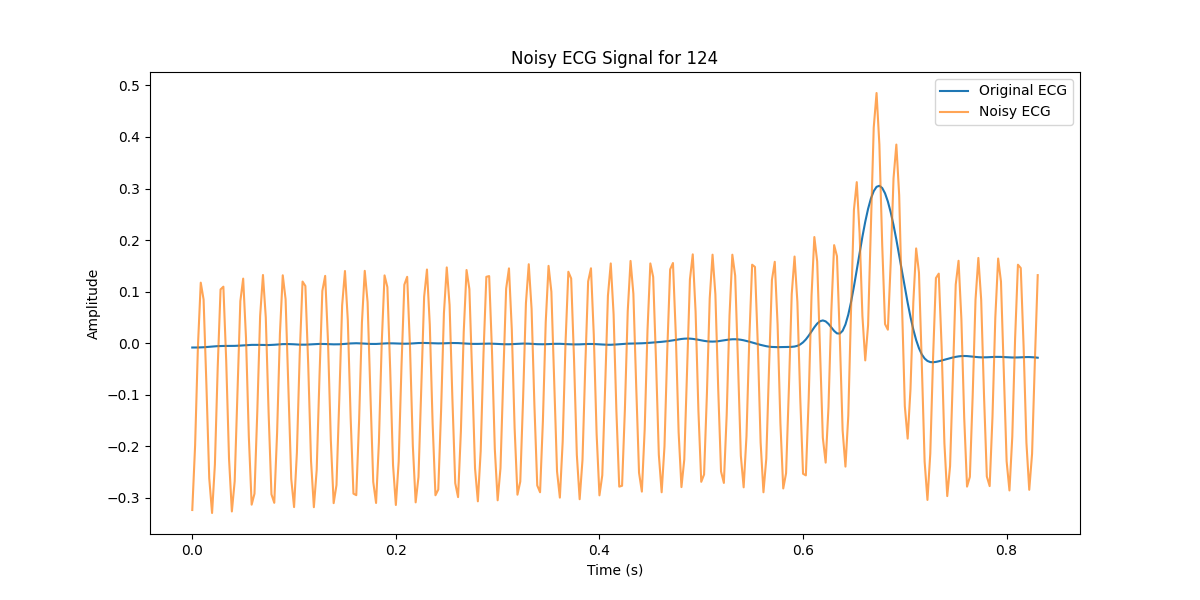 Noisy ECG Signal for 124
Original ECG
Noisy ECG
Amplitude
0.5
0.4
0.3
0.2
0.1
0.0
−0.1
−0.2
−0.3
0.0 0.2 0.4 0.6 0.8
Time (s)